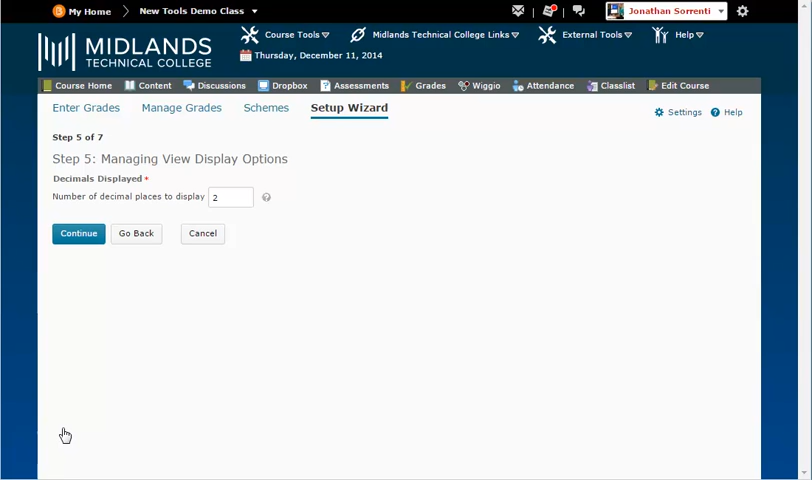 My Home New Tools Demo Class Jonathan Sorrenti
MIDLANDS
TECHNICAL COLLEGE
Course Tools Midlands Technical College Links External Tools Help
Thursday, December 11, 2014
Course Home Content Discussions Dropbox Assessments Grades Wiggio Attendance Classlist Edit Course
Enter Grades Manage Grades Schemes Setup Wizard Settings Help
Step 5 of 7
Step 5: Managing View Display Options
Decimals Displayed *
Number of decimal places to display 2
Continue Go Back Cancel